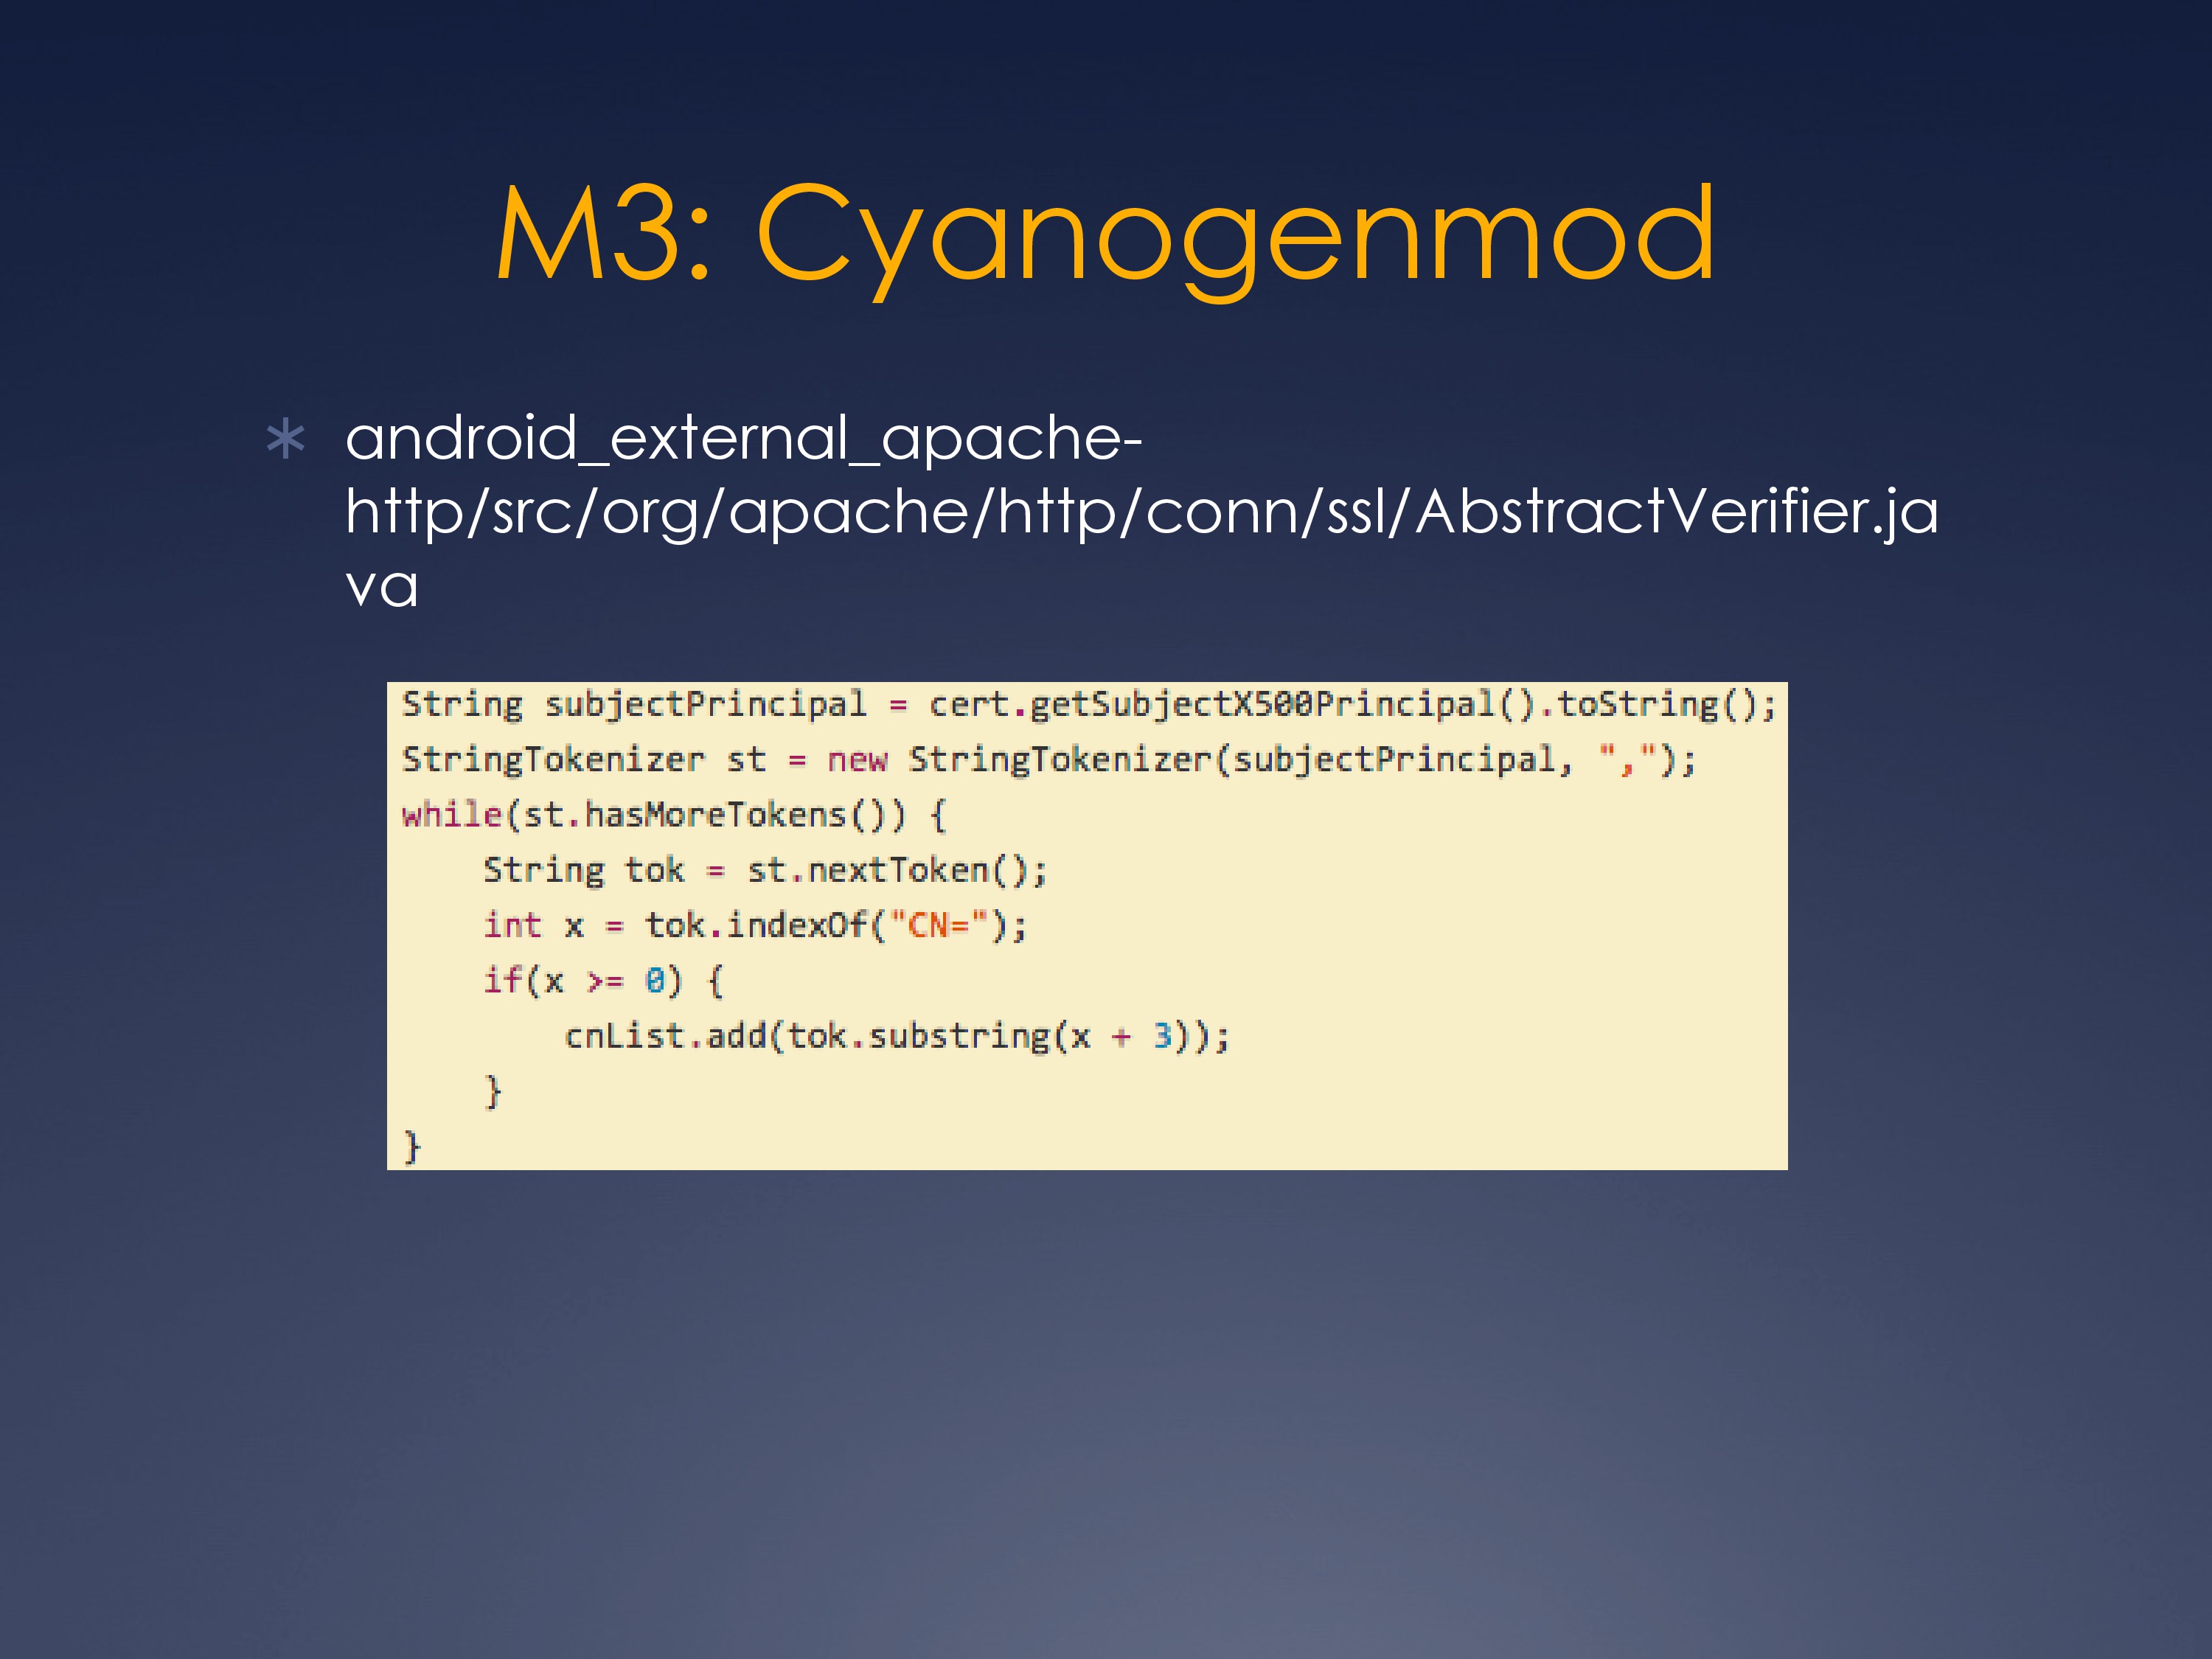 M3: Cyanogenmod
* android_external_apache-
http/src/org/apache/http/conn/ssl/AbstractVerifier.ja
va
String subjectPrincipal = cert.getSubjectX500Principal().toString();
StringTokenizer st = new StringTokenizer(subjectPrincipal, ",");
while(st.hasMoreTokens()) {
    String tok = st.nextToken();
    int x = tok.indexOf("CN=");
    if(x >= 0) {
        cnList.add(tok.substring(x + 3));
    }
}